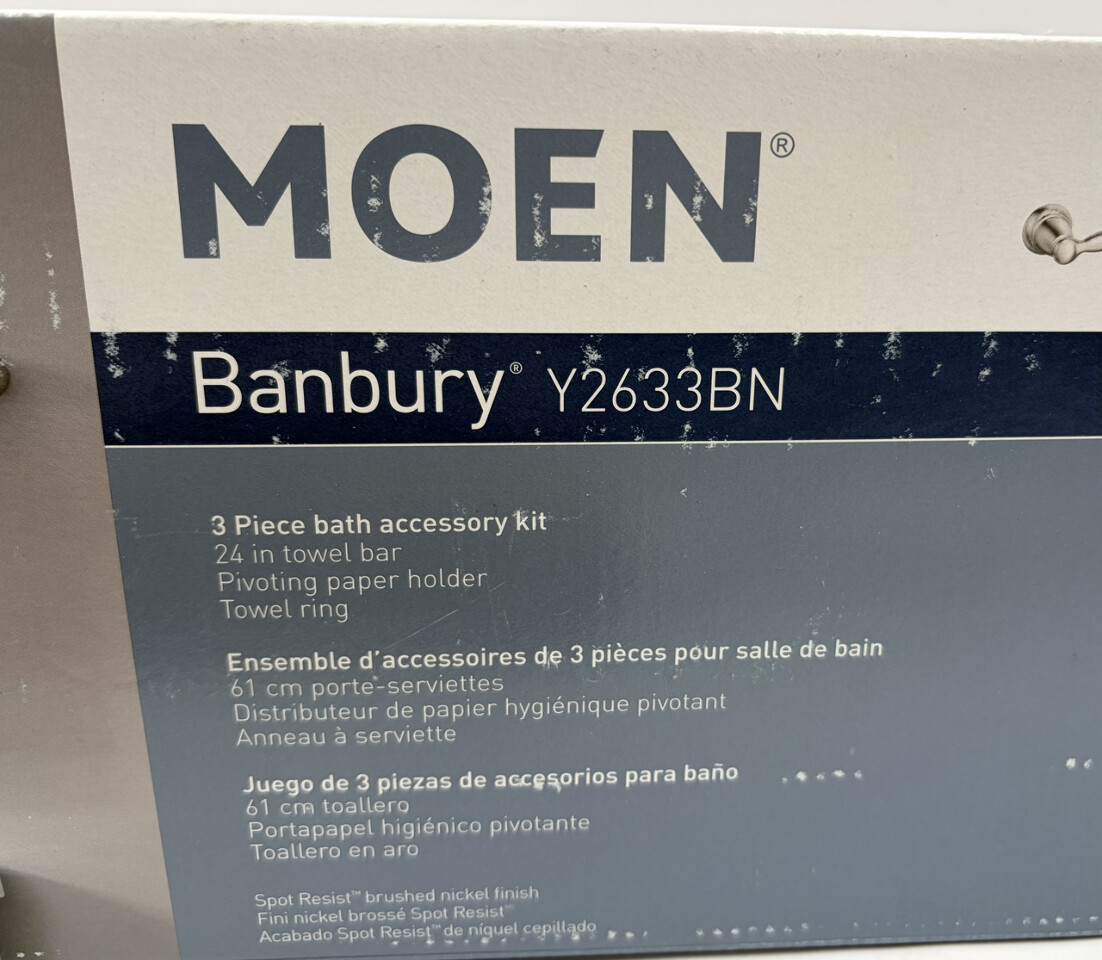 MOEN®
Banbury® Y2633BN
3 Piece bath accessory kit
24 in towel bar
Pivoting paper holder
Towel ring
Ensemble d'accessoires de 3 pièces pour salle de bain
61 cm porte-serviettes
Distributeur de papier hygiénique pivotant
Anneau à serviette
Juego de 3 piezas de accesorios para baño
61 cm toallero
Portapapel higiénico pivotante
Toallero en aro
Spot Resist™ brushed nickel finish
Fini nickel brossé Spot Resist™
Acabado Spot Resist™ de níquel cepillado